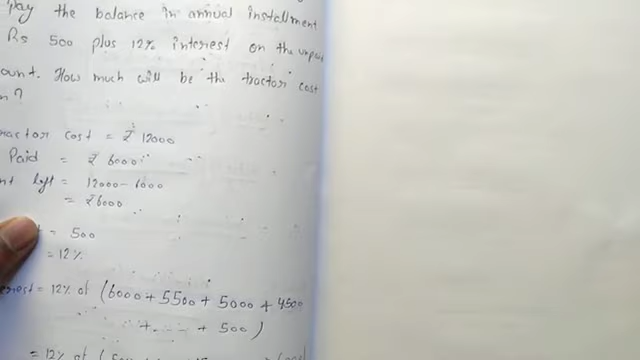 pay the balance in annual installment
Rs 500 plus 12% interest on the unpaid
ount. How much will be the tractor cost
m?
ractor cost = ₹ 12000
Paid = ₹ 6000
nt left = 12000 - 6000
= ₹6000
= 500
= 12%
erest = 12% of (6000 + 5500 + 5000 + 4500
+ ---- + 500)
= 12% of (500